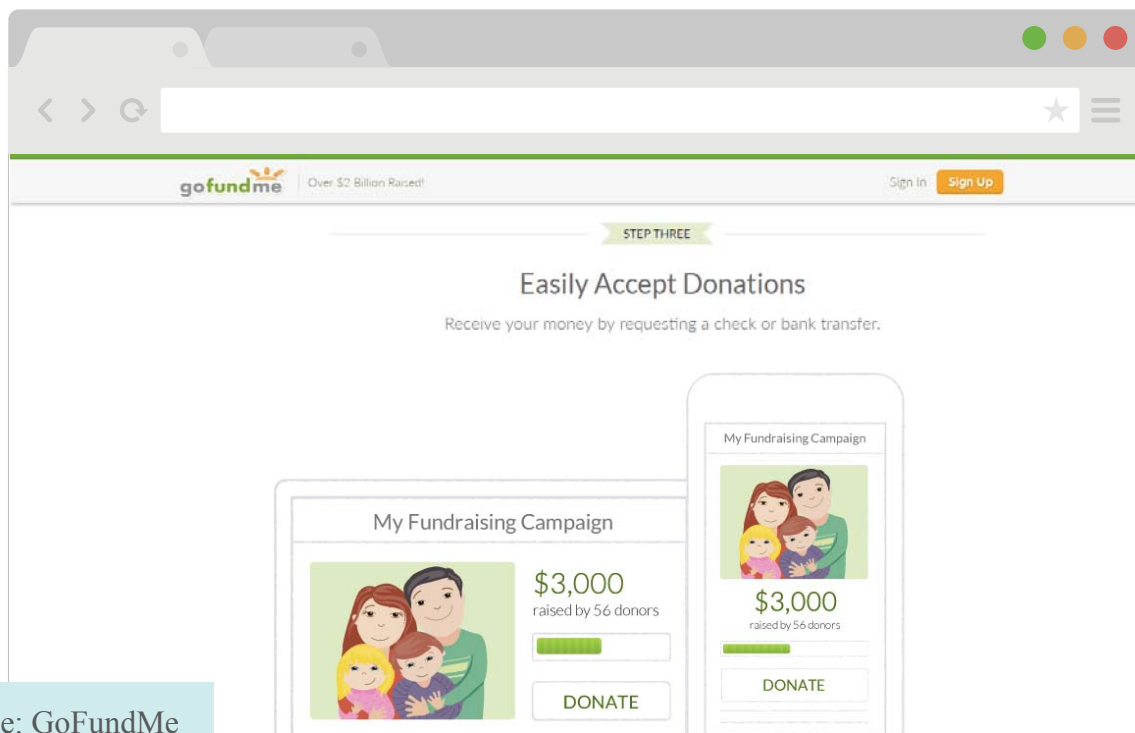 gofundme
Over $2 Billion Raised!
Sign In
Sign Up
STEP THREE
Easily Accept Donations
Receive your money by requesting a check or bank transfer.
My Fundraising Campaign
$3,000
raised by 56 donors
DONATE
My Fundraising Campaign
$3,000
raised by 56 donors
DONATE
e: GoFundMe